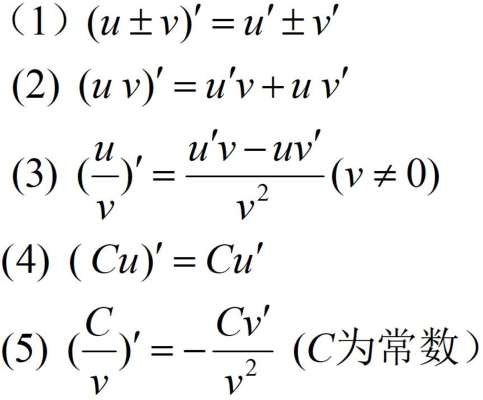 （1）(u ± v)′ = u′ ± v′
(2) (u v)′ = u′v + u v′
(3) (u/v)′ = (u′v − uv′)/v² (v ≠ 0)
(4) ( Cu)′ = Cu′
(5) (C/v)′ = −Cv′/v² (C为常数）